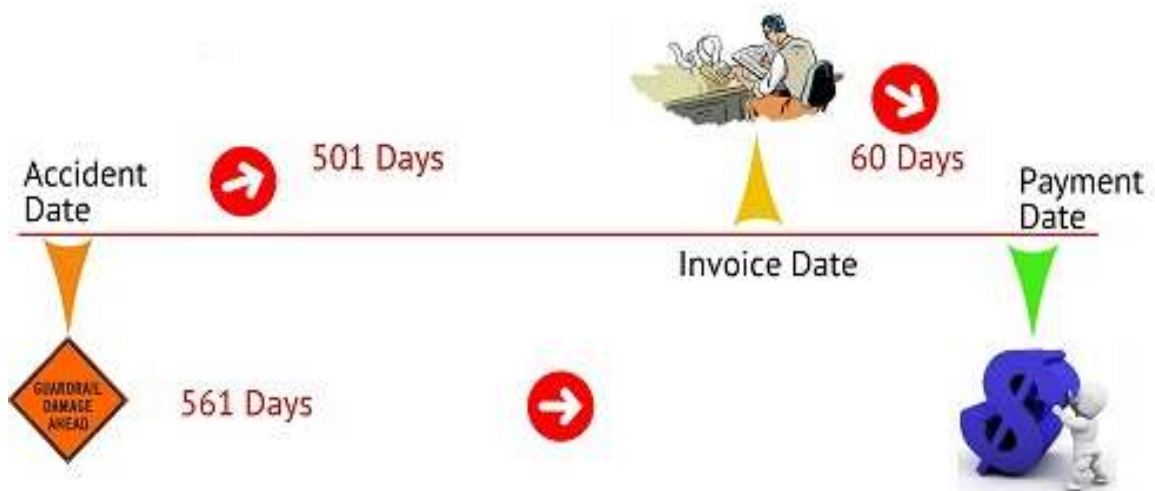 501 Days
60 Days
Accident
Date
Payment
Date
Invoice Date
GUARDRAIL
DAMAGE
AHEAD
561 Days